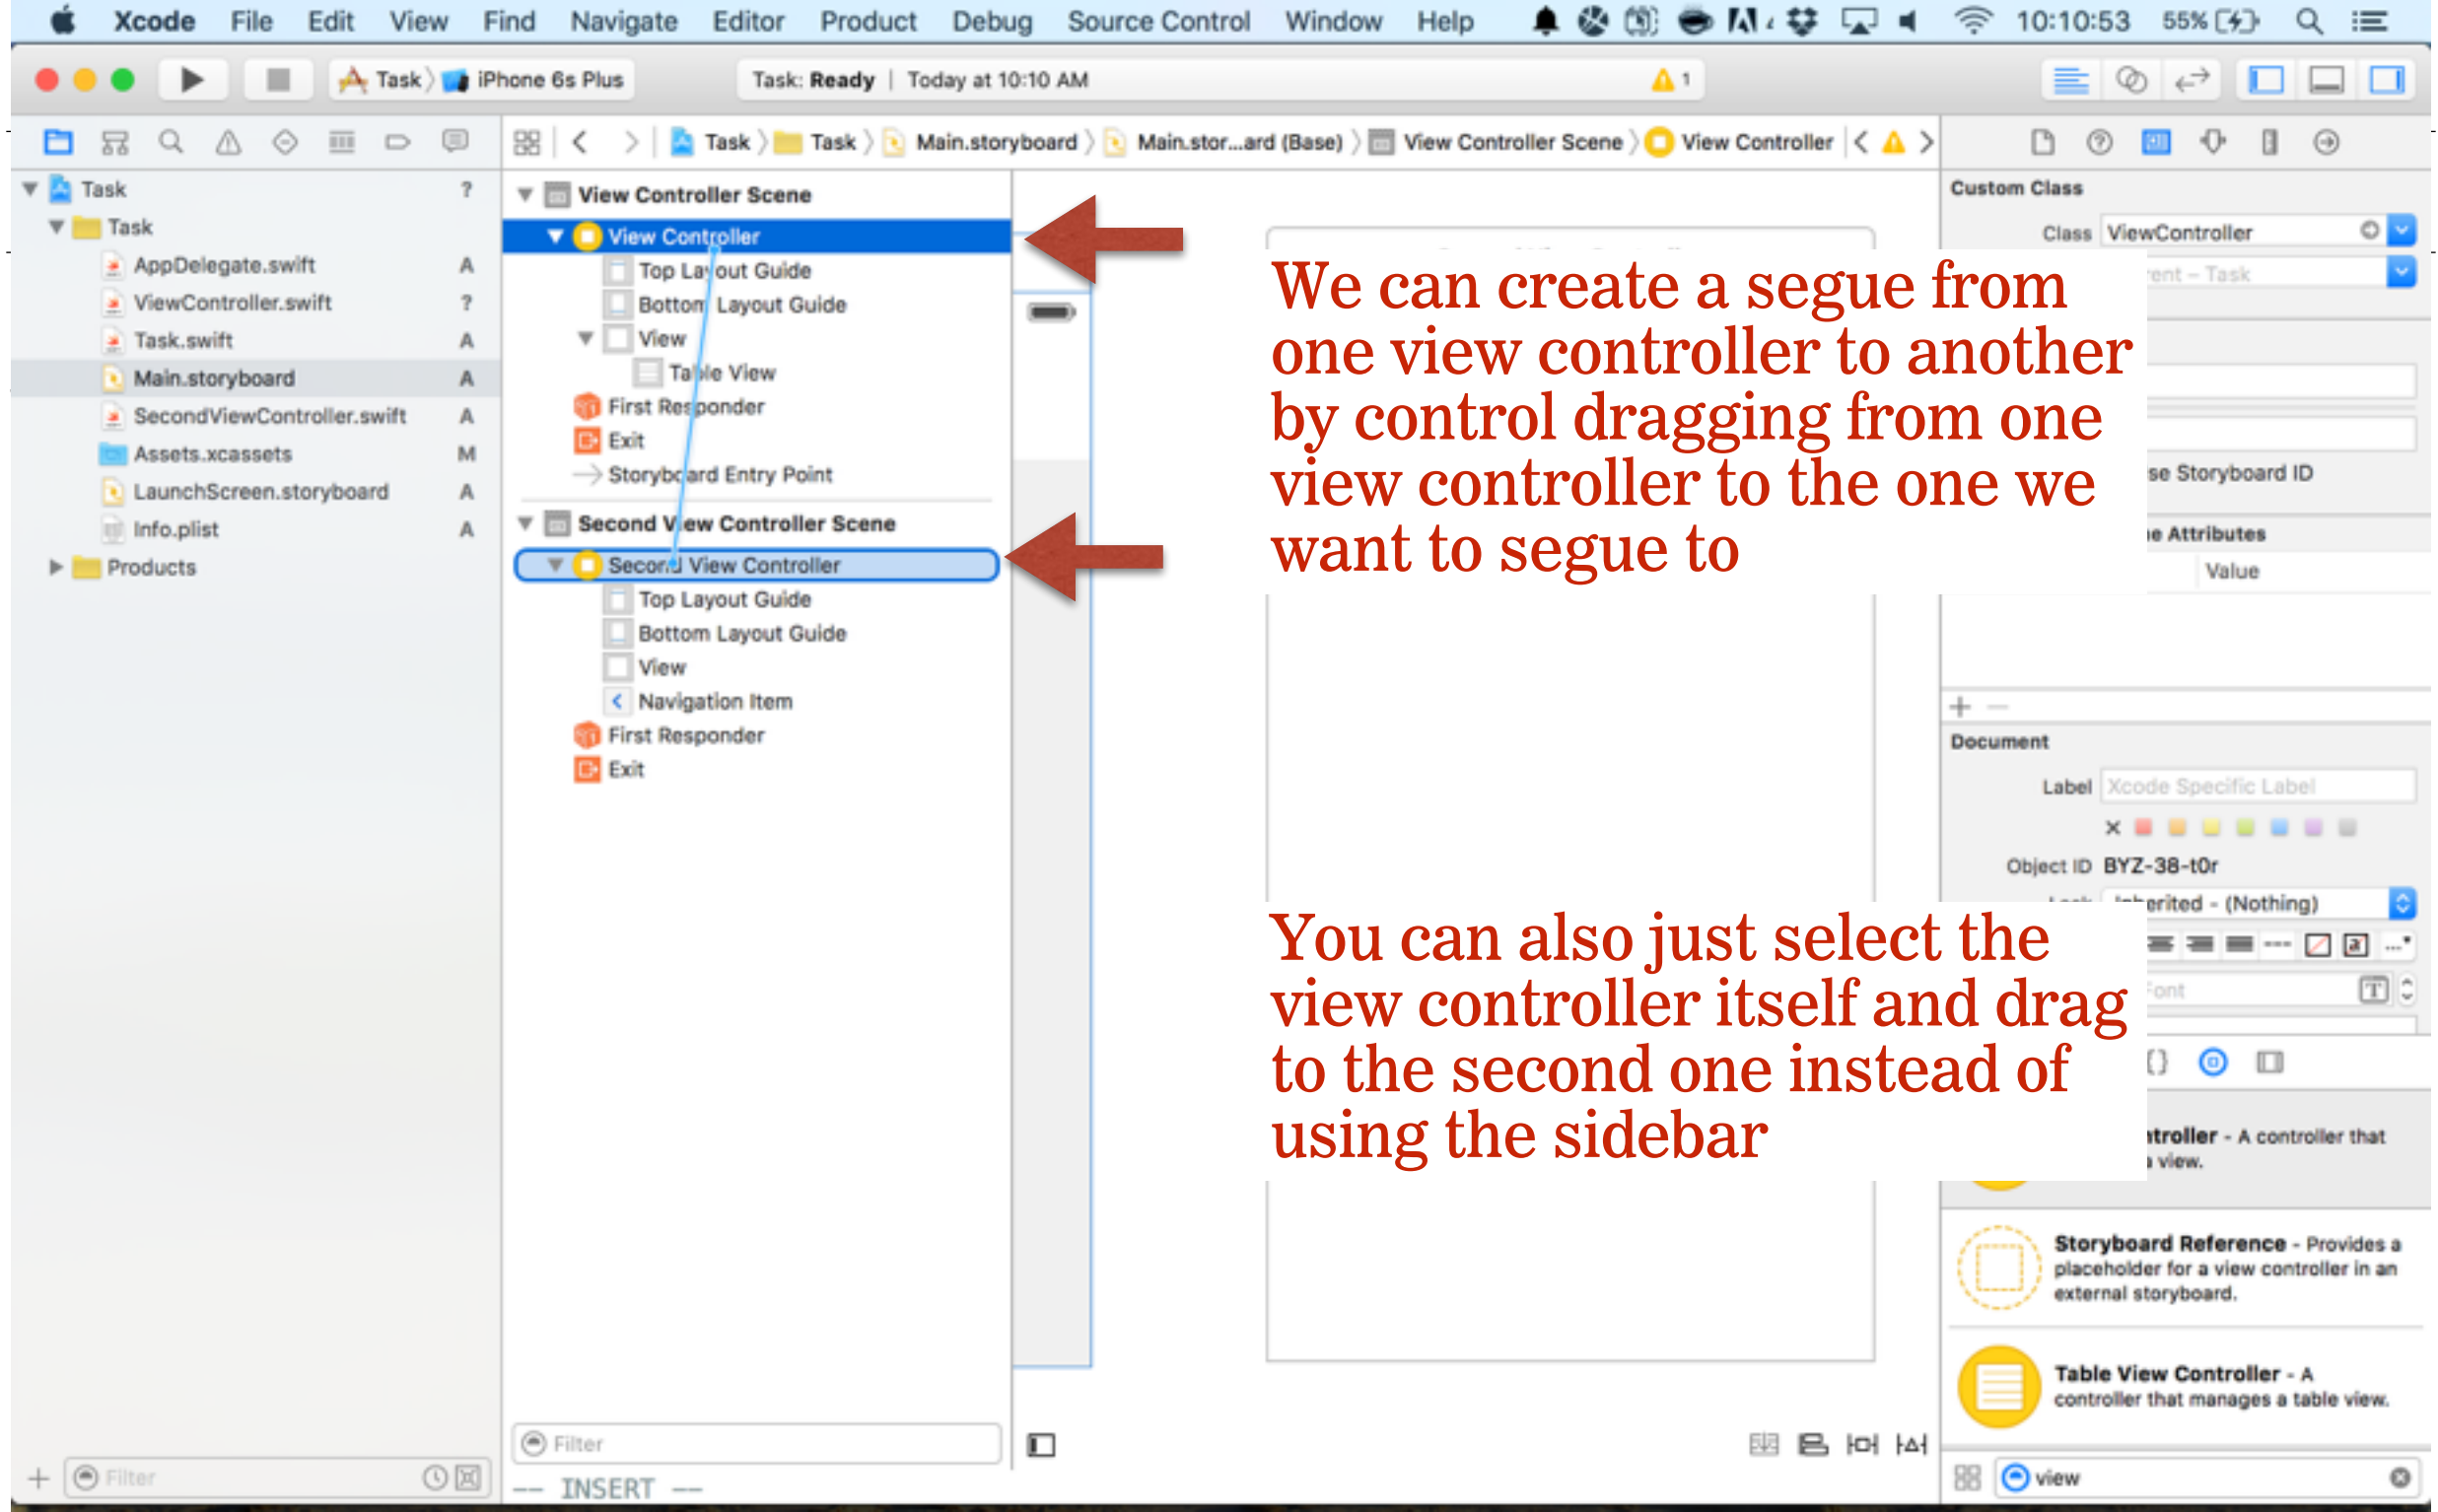 Xcode File Edit View Find Navigate Editor Product Debug Source Control Window Help 10:10:53 55%
Task iPhone 6s Plus Task: Ready | Today at 10:10 AM 1
Task Task Main.storyboard Main.stor...ard (Base) View Controller Scene View Controller
Task ?
Task
AppDelegate.swift A
ViewController.swift ?
Task.swift A
Main.storyboard A
SecondViewController.swift A
Assets.xcassets M
LaunchScreen.storyboard A
Info.plist A
Products
Filter
View Controller Scene
View Controller
Top Layout Guide
Bottom Layout Guide
View
Table View
First Responder
Exit
Storyboard Entry Point
Second View Controller Scene
Second View Controller
Top Layout Guide
Bottom Layout Guide
View
Navigation Item
First Responder
Exit
Filter
-- INSERT --
We can create a segue from
one view controller to another
by control dragging from one
view controller to the one we
want to segue to
You can also just select the
view controller itself and drag
to the second one instead of
using the sidebar
Custom Class
Class ViewController
Task
Storyboard ID
Attributes
Value
Document
Label Xcode Specific Label
Object ID BYZ-38-t0r
(Nothing)
Font
- A controller that
view.
Storyboard Reference - Provides a
placeholder for a view controller in an
external storyboard.
Table View Controller - A
controller that manages a table view.
view